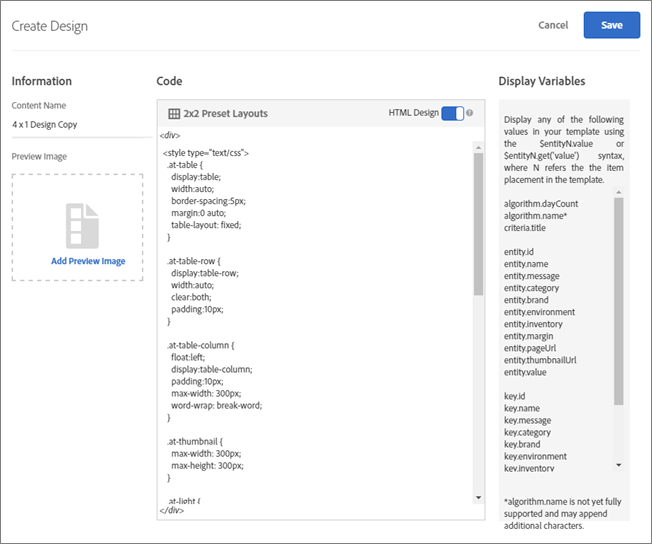 Create Design
Cancel
Save
Information
Content Name
4 x 1 Design Copy
Preview Image
Add Preview Image
Code
2x2 Preset Layouts
HTML Design
<div>
<style type="text/css">
.at-table {
display:table;
width:auto;
border-spacing:5px;
margin:0 auto;
table-layout: fixed;
}
.at-table-row {
display:table-row;
width:auto;
clear:both;
padding:10px;
}
.at-table-column {
float:left;
display:table-column;
padding:10px;
max-width: 300px;
word-wrap: break-word;
}
.at-thumbnail {
max-width: 300px;
max-height: 300px;
}
.at-light {
</div>
Display Variables
Display any of the following
values in your template using
the $entityN.value or
$entityN.get('value') syntax,
where N refers the the item
placement in the template.
algorithm.dayCount
algorithm.name*
criteria.title
entity.id
entity.name
entity.message
entity.category
entity.brand
entity.environment
entity.inventory
entity.margin
entity.pageUrl
entity.thumbnailUrl
entity.value
key.id
key.name
key.message
key.category
key.brand
key.environment
key.inventory
*algorithm.name is not yet fully
supported and may append
additional characters.